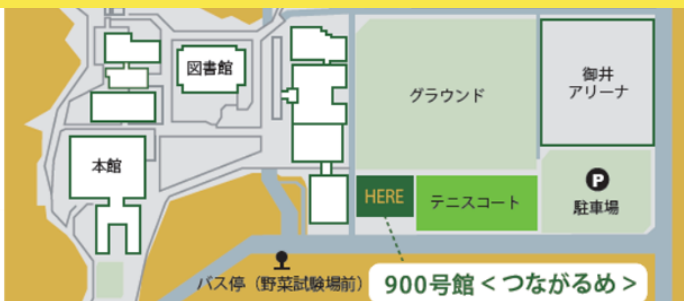 図書館
グラウンド
御井
アリーナ
本館
HERE
テニスコート
P
駐車場
バス停（野菜試験場前）
900号館 < つながるめ >